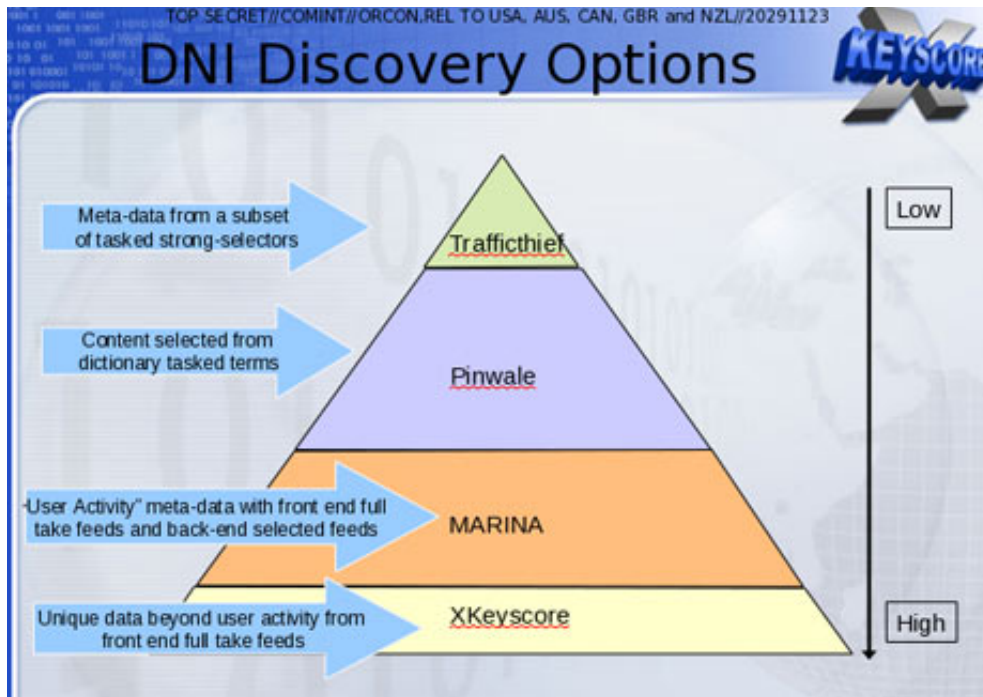 TOP SECRET//COMINT//ORCON,REL TO USA, AUS, CAN, GBR and NZL//20291123
DNI Discovery Options
KEYSCORE
X
Meta-data from a subset
of tasked strong-selectors
Trafficthief
Low
Content selected from
dictionary tasked terms
Pinwale
"User Activity" meta-data with front end full
take feeds and back-end selected feeds
MARINA
Unique data beyond user activity from
front end full take feeds
XKeyscore
High